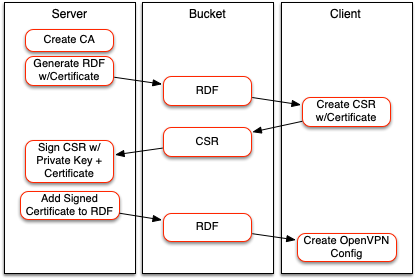 Server
Bucket
Client
Create CA
Generate RDF
w/Certificate
RDF
Create CSR
w/Certificate
CSR
Sign CSR w/
Private Key +
Certificate
Add Signed
Certificate to RDF
RDF
Create OpenVPN
Config